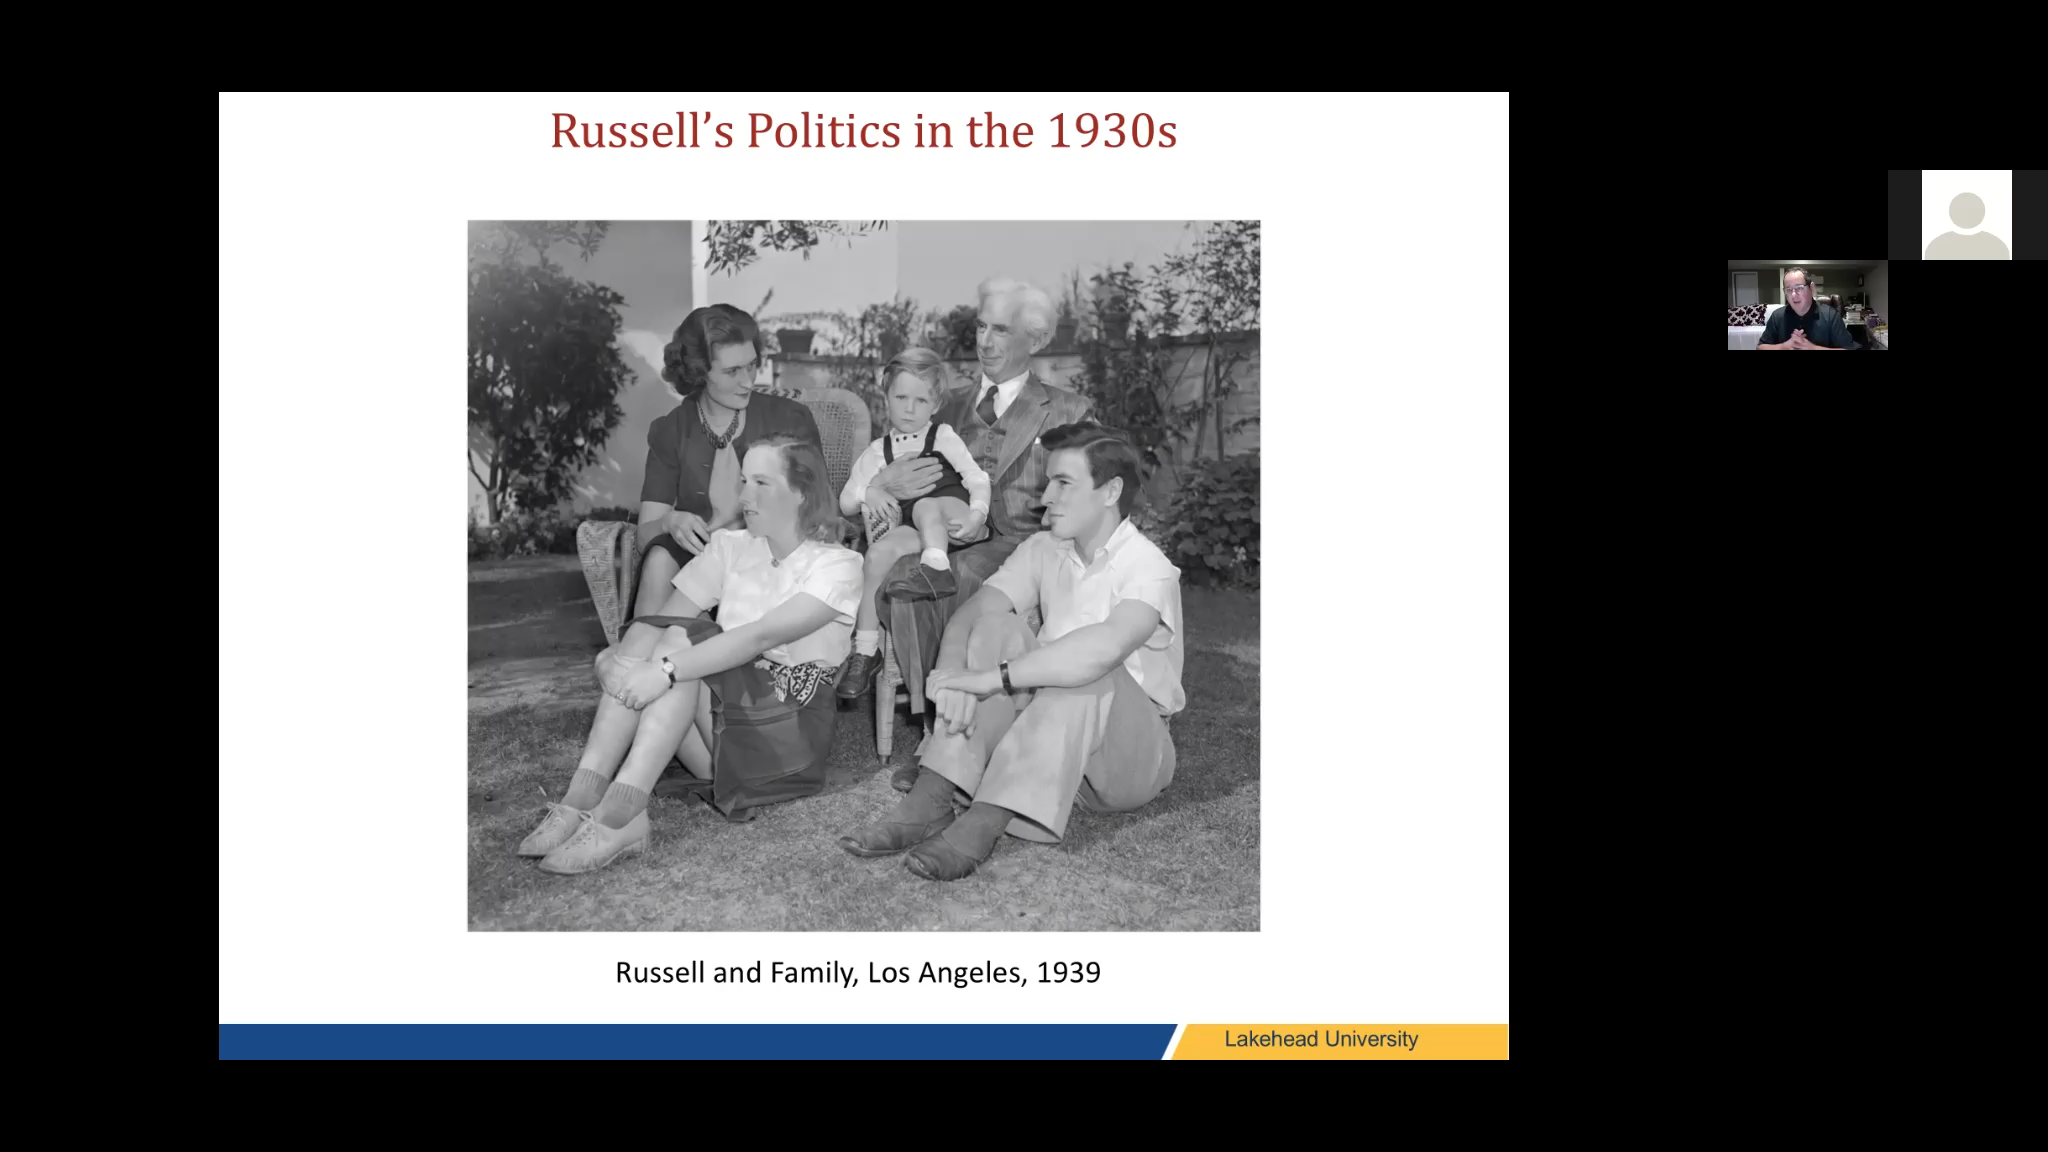 Russell’s Politics in the 1930s
Russell and Family, Los Angeles, 1939
Lakehead University